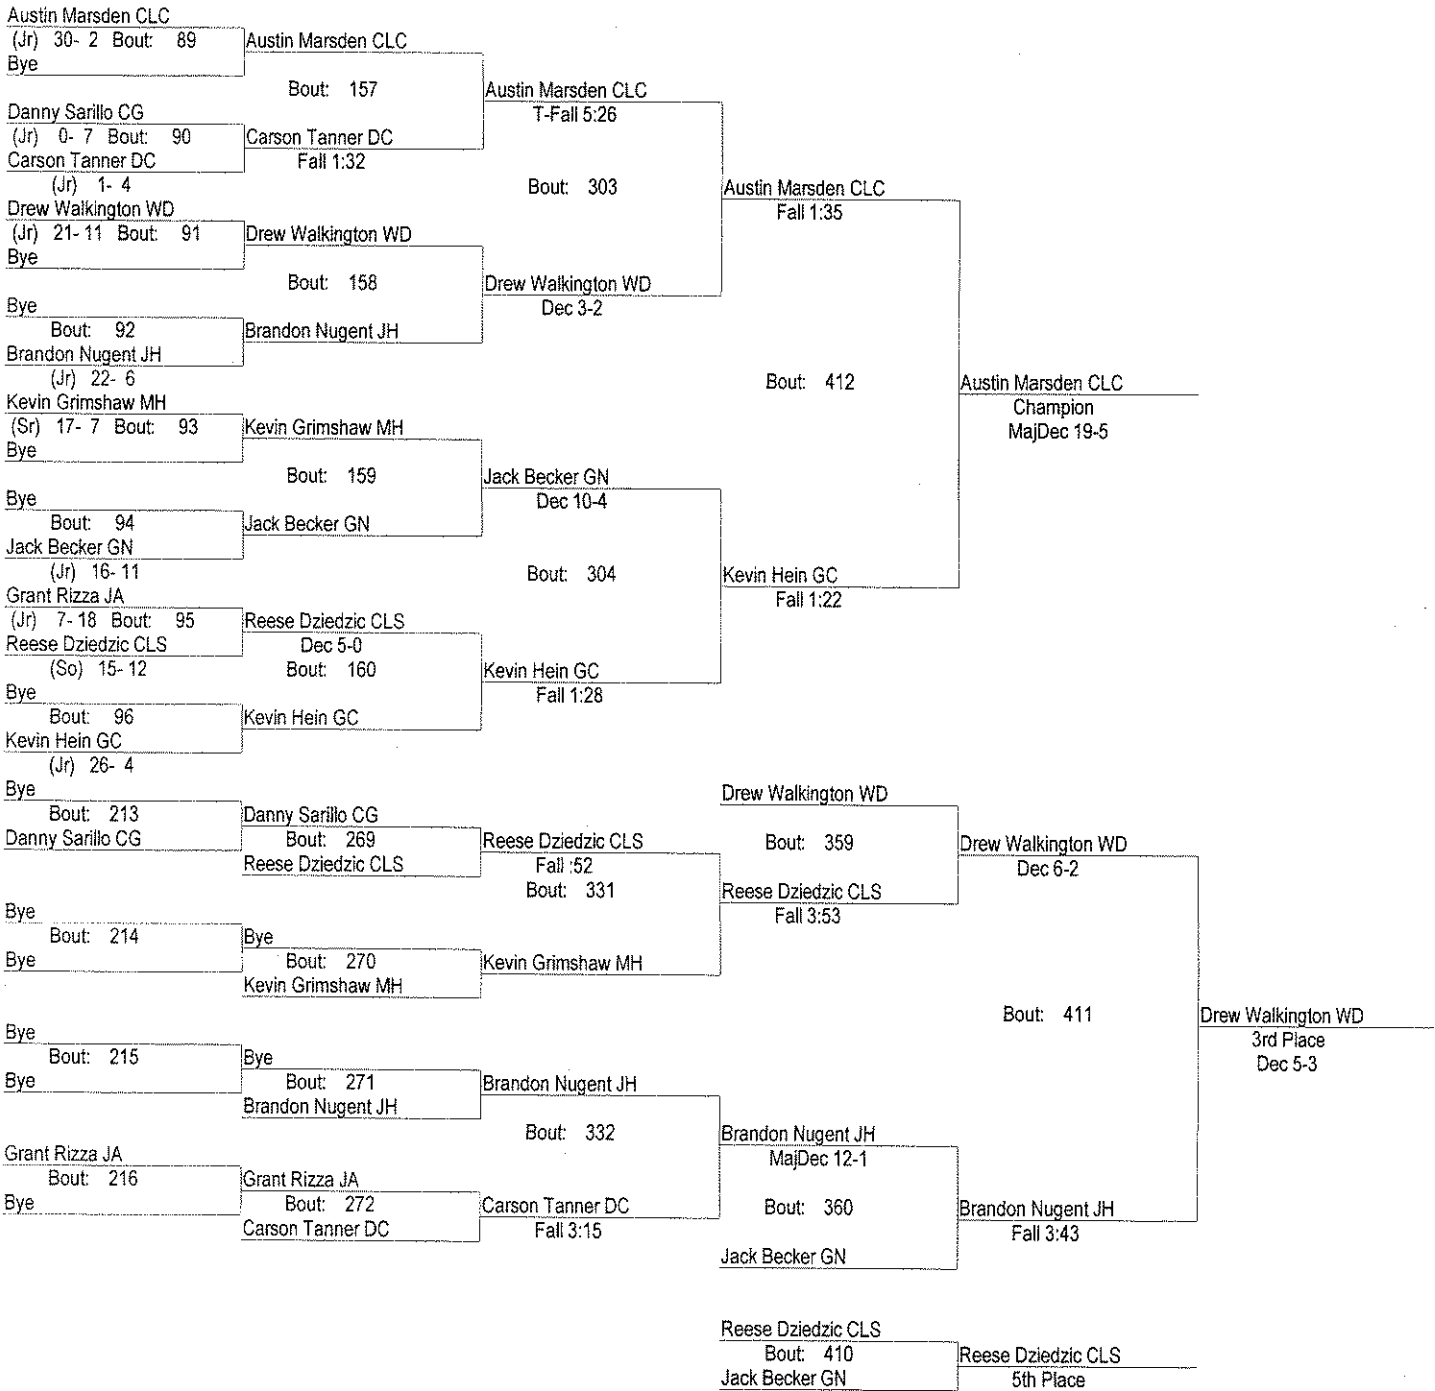 Austin Marsden CLC
(Jr) 30- 2 Bout: 89
Bye
Austin Marsden CLC
Bout: 157
Austin Marsden CLC
T-Fall 5:26
Danny Sarillo CG
(Jr) 0- 7 Bout: 90
Carson Tanner DC
(Jr) 1- 4
Carson Tanner DC
Fall 1:32
Bout: 303
Austin Marsden CLC
Fall 1:35
Drew Walkington WD
(Jr) 21- 11 Bout: 91
Bye
Drew Walkington WD
Bout: 158
Drew Walkington WD
Dec 3-2
Bye
Bout: 92
Brandon Nugent JH
(Jr) 22- 6
Brandon Nugent JH
Bout: 412
Austin Marsden CLC
Champion
MajDec 19-5
Kevin Grimshaw MH
(Sr) 17- 7 Bout: 93
Bye
Kevin Grimshaw MH
Bout: 159
Jack Becker GN
Dec 10-4
Bye
Bout: 94
Jack Becker GN
(Jr) 16- 11
Jack Becker GN
Bout: 304
Kevin Hein GC
Fall 1:22
Grant Rizza JA
(Jr) 7- 18 Bout: 95
Reese Dziedzic CLS
(So) 15- 12
Reese Dziedzic CLS
Dec 5-0
Bout: 160
Kevin Hein GC
Fall 1:28
Bye
Bout: 96
Kevin Hein GC
(Jr) 26- 4
Kevin Hein GC
Bye
Bout: 213
Danny Sarillo CG
Danny Sarillo CG
Bout: 269
Reese Dziedzic CLS
Reese Dziedzic CLS
Fall :52
Bout: 331
Drew Walkington WD
Bout: 359
Reese Dziedzic CLS
Fall 3:53
Drew Walkington WD
Dec 6-2
Bye
Bout: 214
Bye
Bye
Bout: 270
Kevin Grimshaw MH
Kevin Grimshaw MH
Bout: 411
Drew Walkington WD
3rd Place
Dec 5-3
Bye
Bout: 215
Bye
Bye
Bout: 271
Brandon Nugent JH
Brandon Nugent JH
Bout: 332
Brandon Nugent JH
MajDec 12-1
Bout: 360
Jack Becker GN
Brandon Nugent JH
Fall 3:43
Grant Rizza JA
Bout: 216
Bye
Grant Rizza JA
Bout: 272
Carson Tanner DC
Carson Tanner DC
Fall 3:15
Reese Dziedzic CLS
Bout: 410
Jack Becker GN
Reese Dziedzic CLS
5th Place